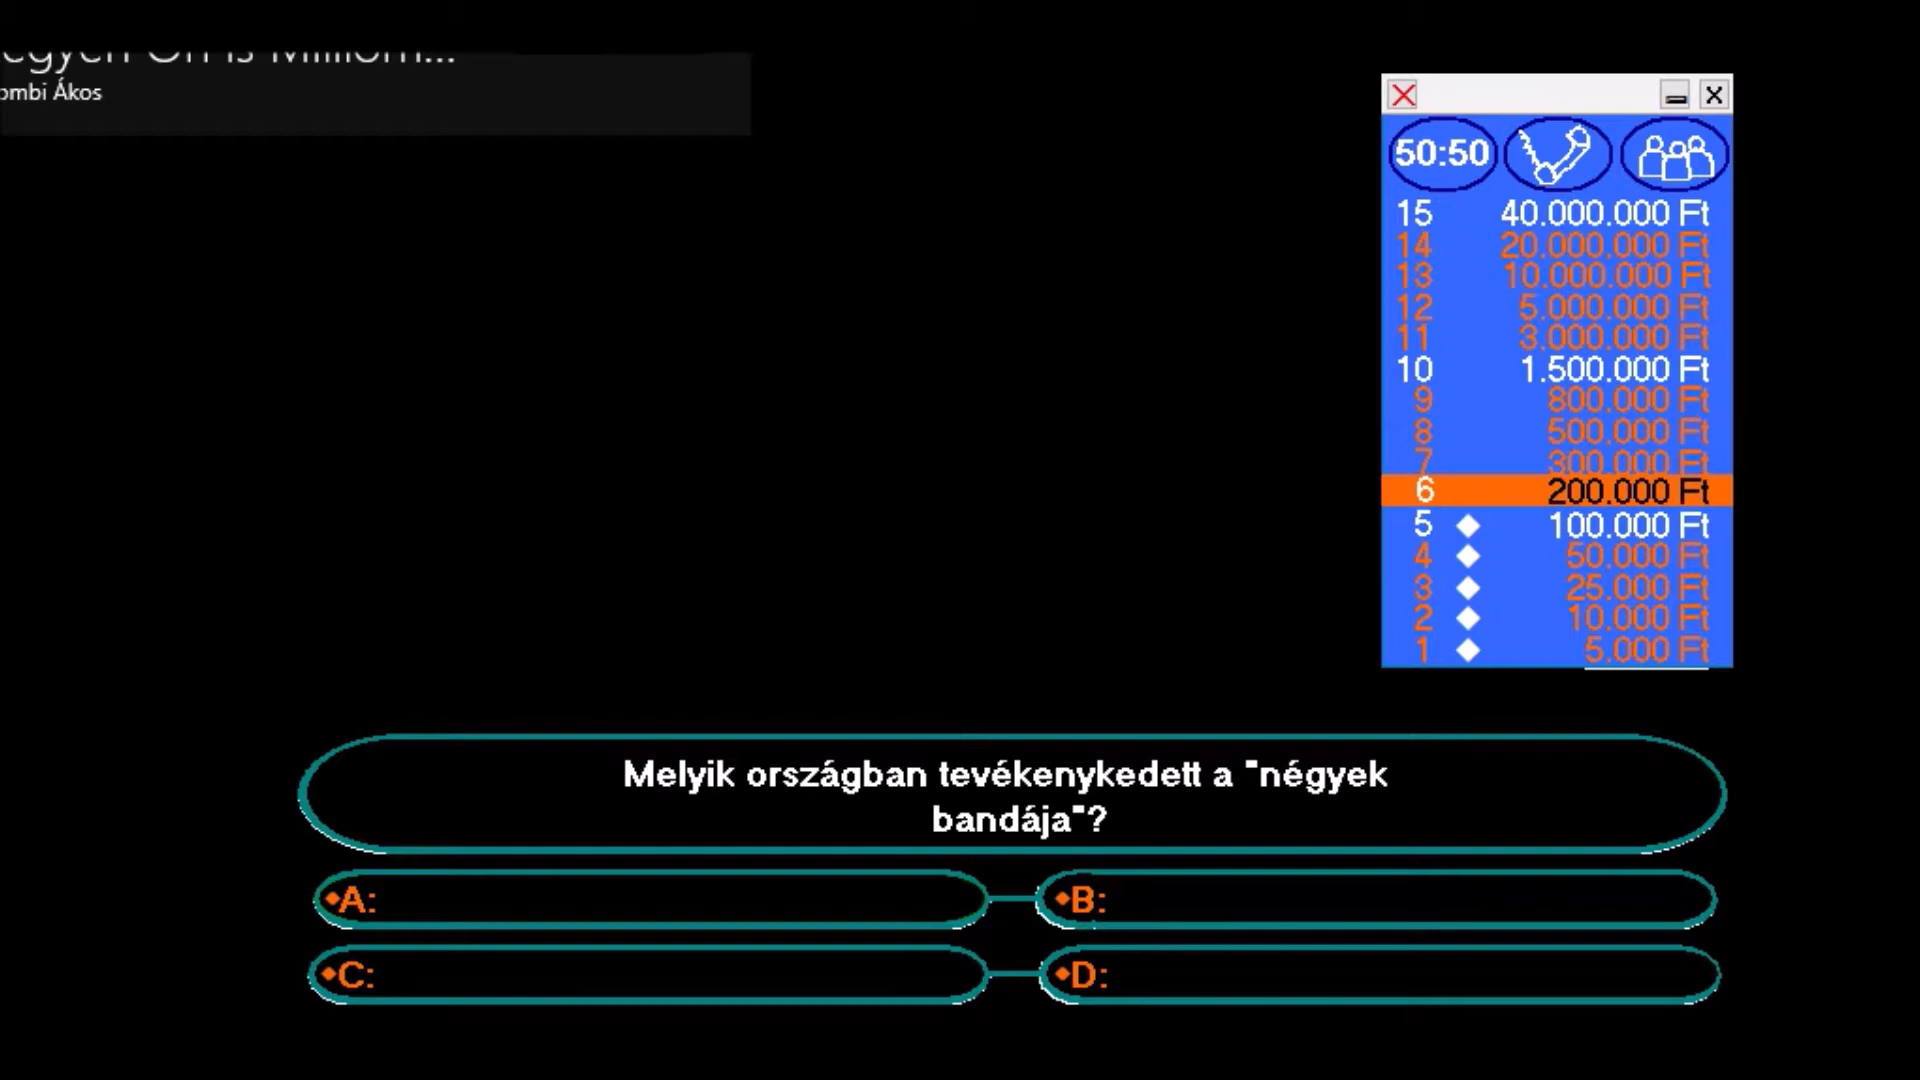 Ákos
50:50
15 40.000.000 Ft
14 20.000.000 Ft
13 10.000.000 Ft
12 5.000.000 Ft
11 3.000.000 Ft
10 1.500.000 Ft
9 800.000 Ft
8 500.000 Ft
7 300.000 Ft
6 200.000 Ft
5 100.000 Ft
4 50.000 Ft
3 25.000 Ft
2 10.000 Ft
1 5.000 Ft
Melyik országban tevékenykedett a "négyek
bandája"?
A: B:
C: D: